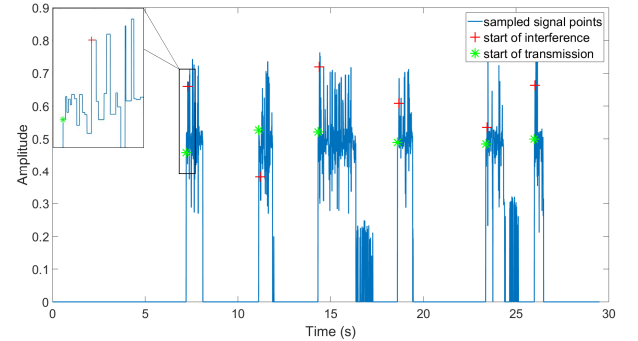 0.9
0.8
0.7
0.6
0.5
0.4
0.3
0.2
0.1
0
Amplitude
sampled signal points
start of interference
start of transmission
0 5 10 15 20 25 30
Time (s)